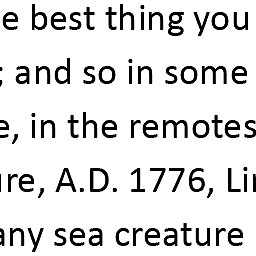 e best thing you
; and so in some
e, in the remotes
ure, A.D. 1776, Lin
any sea creature